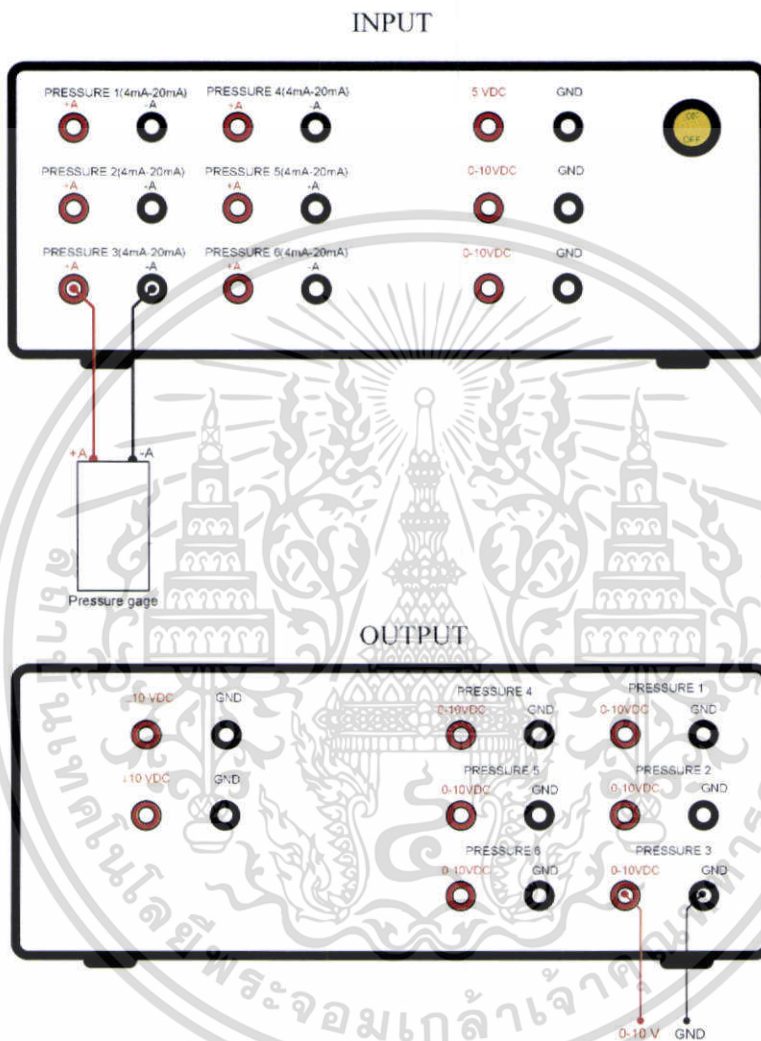 INPUT
PRESSURE 1(4mA-20mA) PRESSURE 4(4mA-20mA) 5 VDC GND
+A -A +A -A
ON
OFF
PRESSURE 2(4mA-20mA) PRESSURE 5(4mA-20mA) 0-10VDC GND
+A -A +A -A
PRESSURE 3(4mA-20mA) PRESSURE 6(4mA-20mA) 0-10VDC GND
+A -A +A -A
+A -A
Pressure gage
OUTPUT
PRESSURE 4 PRESSURE 1
±10 VDC GND 0-10VDC GND 0-10VDC GND
PRESSURE 5 PRESSURE 2
±10 VDC GND 0-10VDC GND 0-10VDC GND
PRESSURE 6 PRESSURE 3
0-10VDC GND 0-10VDC GND
0-10 V GND